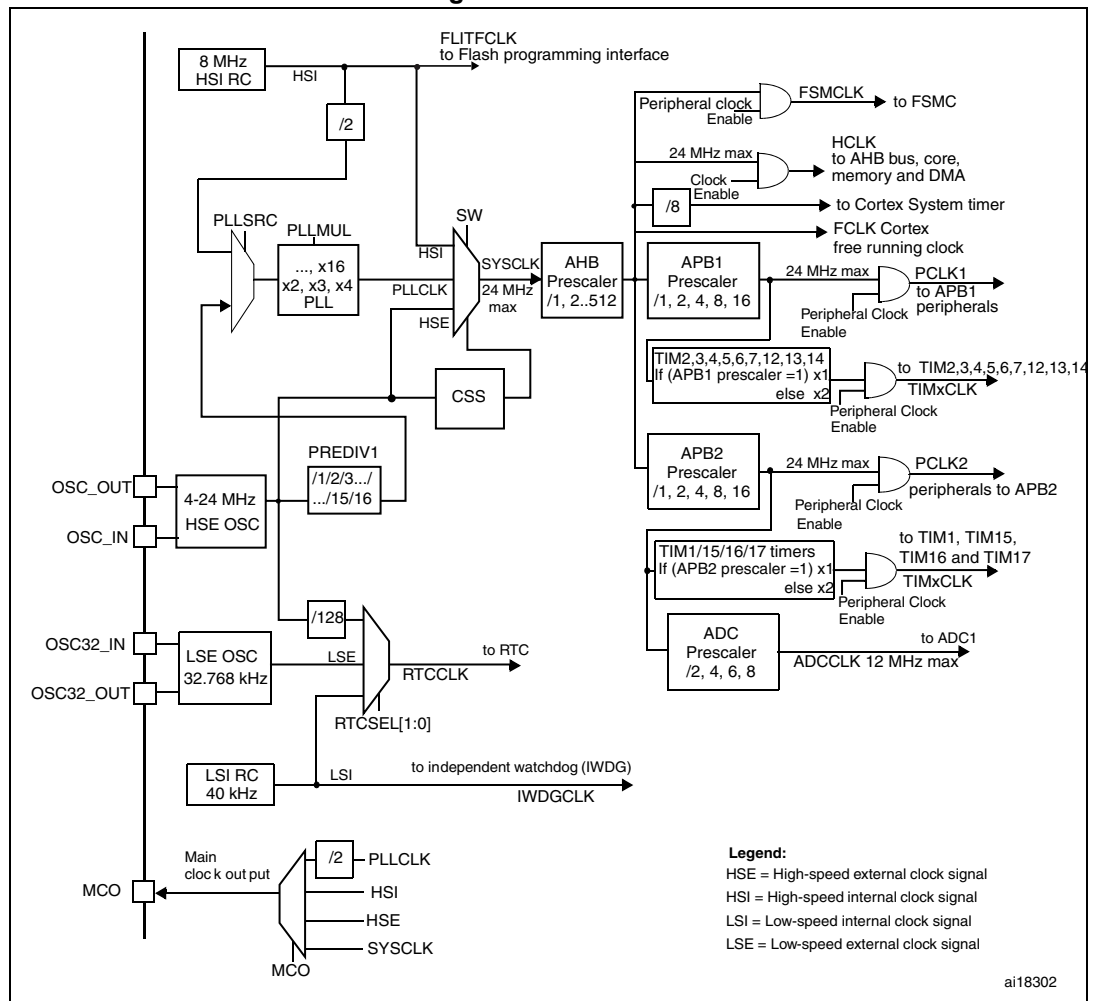 FLITFCLK
to Flash programming interface
8 MHz
HSI RC
HSI
/2
FSMCLK
Peripheral clock
Enable
to FSMC
24 MHz max
HCLK
to AHB bus, core,
memory and DMA
Clock
Enable
/8
to Cortex System timer
FCLK Cortex
free running clock
PLLSRC
PLLMUL
..., x16
x2, x3, x4
PLL
SW
HSI
PLLCLK
HSE
SYSCLK
24 MHz
max
AHB
Prescaler
/1, 2..512
APB1
Prescaler
/1, 2, 4, 8, 16
24 MHz max
PCLK1
to APB1
peripherals
Peripheral Clock
Enable
TIM2,3,4,5,6,7,12,13,14
If (APB1 prescaler =1) x1
else x2
to TIM2,3,4,5,6,7,12,13,14
TIMxCLK
Peripheral Clock
Enable
CSS
PREDIV1
/1/2/3.../
.../15/16
OSC_OUT
OSC_IN
4-24 MHz
HSE OSC
APB2
Prescaler
/1, 2, 4, 8, 16
24 MHz max
PCLK2
peripherals to APB2
Peripheral Clock
Enable
TIM1/15/16/17 timers
If (APB2 prescaler =1) x1
else x2
to TIM1, TIM15,
TIM16 and TIM17
TIMxCLK
Peripheral Clock
Enable
ADC
Prescaler
/2, 4, 6, 8
to ADC1
ADCCLK 12 MHz max
/128
OSC32_IN
OSC32_OUT
LSE OSC
32.768 kHz
LSE
to RTC
RTCCLK
RTCSEL[1:0]
LSI RC
40 kHz
LSI
to independent watchdog (IWDG)
IWDGCLK
MCO
Main
clock output
/2
PLLCLK
HSI
HSE
SYSCLK
MCO
Legend:
HSE = High-speed external clock signal
HSI = High-speed internal clock signal
LSI = Low-speed internal clock signal
LSE = Low-speed external clock signal
ai18302